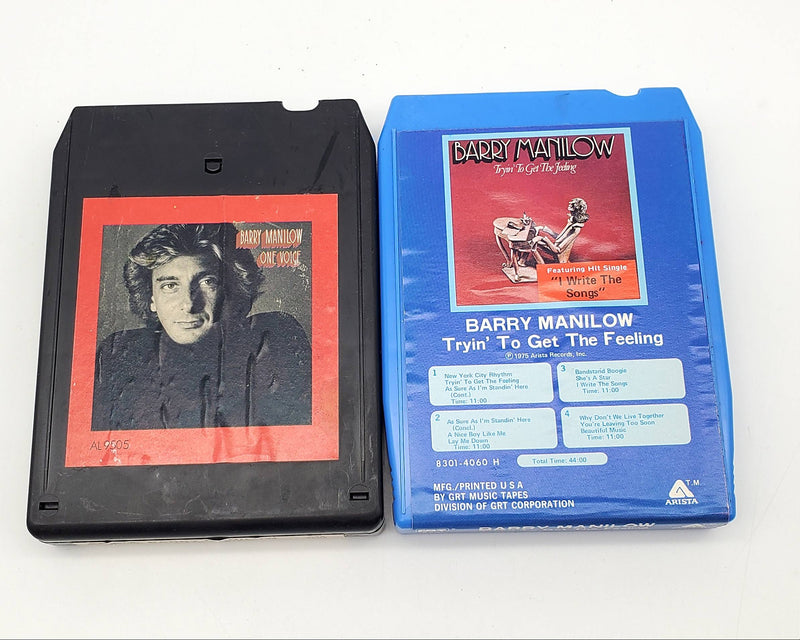 BARRY MANILOW
ONE VOICE
AL 9505
BARRY MANILOW
Tryin' To Get The Feeling
Featuring Hit Single
"I Write The
Songs"
BARRY MANILOW
Tryin' To Get The Feeling
Ⓟ1975 Arista Records, Inc.
1 New York City Rhythm
Tryin' To Get The Feeling
As Sure As I'm Standin' Here
(Cont.)
Time: 11:00
2 As Sure As I'm Standin' Here
(Concl.)
A Nice Boy Like Me
Lay Me Down
Time: 11:00
3 Bandstand Boogie
She's A Star
I Write The Songs
Time: 11:00
4 Why Don't We Live Together
You're Leaving Too Soon
Beautiful Music
Time: 11:00
8301-4060 H
Total Time: 44:00
MFG./PRINTED U S A
BY GRT MUSIC TAPES
DIVISION OF GRT CORPORATION
T.M.
ARISTA
BARRY MANILOW